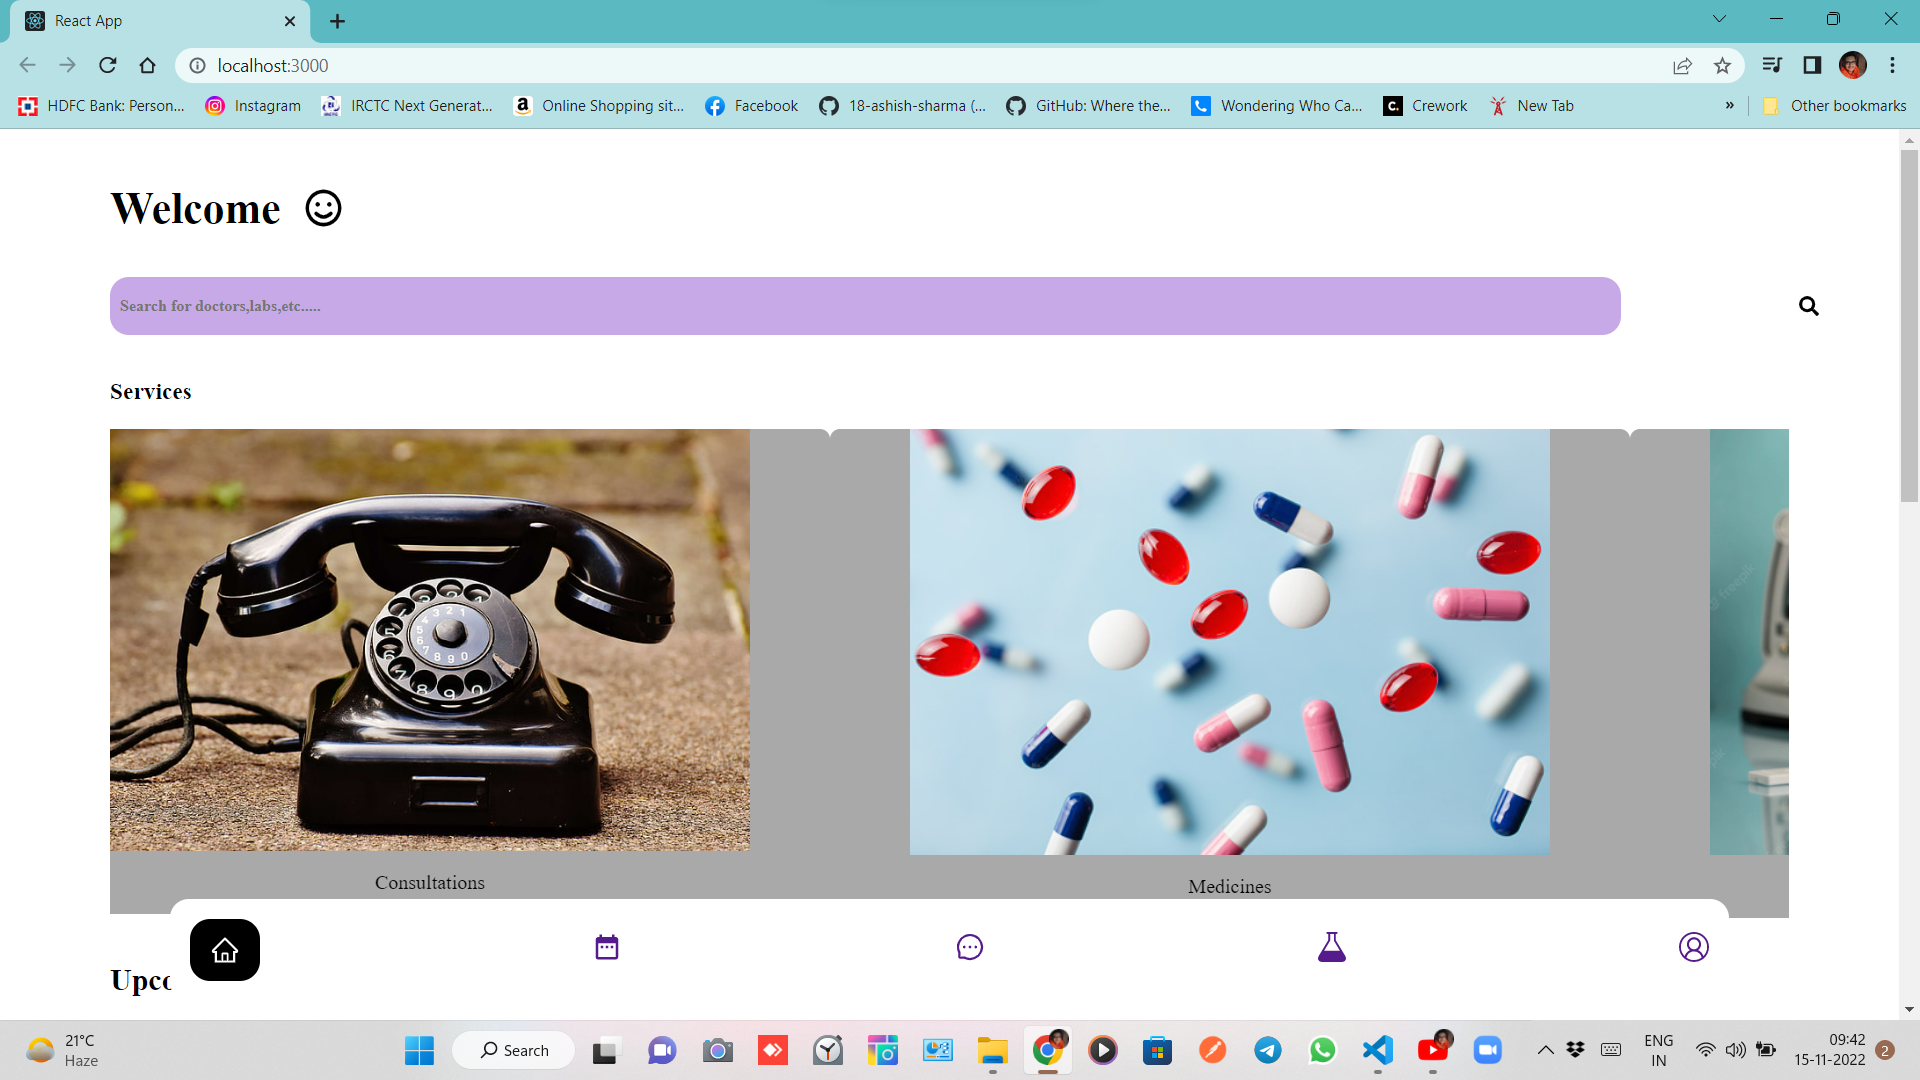 React App
localhost:3000
HDFC Bank: Person...
Instagram
IRCTC Next Generat...
Online Shopping sit...
Facebook
18-ashish-sharma (...
GitHub: Where the...
Wondering Who Ca...
Crework
New Tab
»
Other bookmarks
Welcome
Search for doctors,labs,etc.....
Services
Consultations
Medicines
Upco
21°C
Haze
Search
ENG
IN
09:42
15-11-2022
2